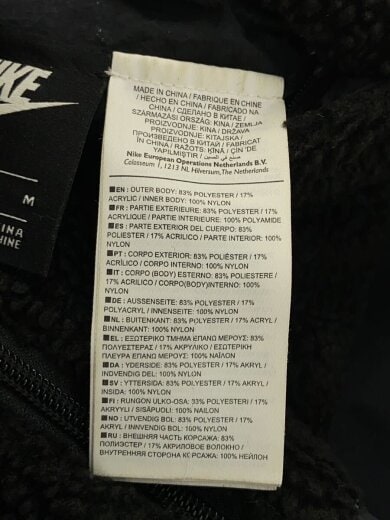 NIKE
M
MADE IN CHINA / FABRIQUE EN CHINE
/ HECHO EN CHINA / FABRICADO NA
CHINA / СДЕЛАНО В КИТАЕ /
SZÁRMAZÁSI ORSZÁG: KÍNA / ZEMLJA
PROIZVODNJE: KINA / DRŽAVA
PROIZVODNJE: KITAJSKA /
ПРОИЗВЕДЕНО В КИТАЙ / FABRICAT
ÎN CHINA / RAŽOTS: ĶĪNA / ÇİN 'DE
YAPILMIŞTIR / صنع في الصين
Nike European Operations Netherlands B.V.
Colosseum 1, 1213 NL Hilversum, The Netherlands
EN : OUTER BODY: 83% POLYESTER / 17%
ACRYLIC / INNER BODY: 100% NYLON
FR : PARTIE EXTERIEURE: 83% POLYESTER / 17%
ACRYLIQUE / PARTIE INTERIORE: 100% POLYAMIDE
ES : PARTE EXTERIOR DEL CUERPO: 83%
POLIESTER / 17% ACRILICO / PARTE INTERIOR: 100%
NYLON
PT : CORPO EXTERIOR: 83% POLIÉSTER / 17%
ACRÍLICO / CORPO INTERNO: 100% NYLON
IT : CORPO (BODY) ESTERNO: 83% POLIESTERE /
17% ACRILICO / CORPO(BODY)INTERNO: 100%
NYLON
DE : AUSSENSEITE: 83% POLYESTER / 17%
POLYACRYL / INNENSEITE: 100% NYLON
NL : BUITENKANT: 83% POLYESTER / 17% ACRYL /
BINNENKANT: 100% NYLON
EL : ΕΞΩΤΕΡΙΚΟ ΤΜΗΜΑ ΕΠΑΝΩ ΜΕΡΟΥΣ: 83%
ΠΟΛΥΕΣΤΕΡΑΣ / 17% ΑΚΡΥΛΙΚΟ / ΕΣΩΤΕΡΙΚΗ
ΠΛΕΥΡΑ ΕΠΑΝΩ ΜΕΡΟΥΣ: 100% ΝΑΪΛΟΝ
DA : YDERSIDE: 83% POLYESTER / 17% AKRYL /
INDVENDIG DEL: 100% NYLON
SV : YTTERSIDA: 83% POLYESTER / 17% AKRYL /
INSIDA: 100% NYLON
FI : RUNGON ULKO-OSA: 83% POLYESTERI / 17%
AKRYYLI / SISÄPUOLI: 100% NAILON
NO : UTVENDIG BOL: 83% POLYESTER / 17%
AKRYL / INNVENDIG BOL: 100% NYLON
RU : ВНЕШНЯЯ ЧАСТЬ КОРСАЖА: 83%
ПОЛИЭСТЕР / 17% АКРИЛОВОЕ ВОЛОКНО /
ВНУТРЕННЯЯ ОСНОВА КОРСАЖА: 100% НЕЙЛОН